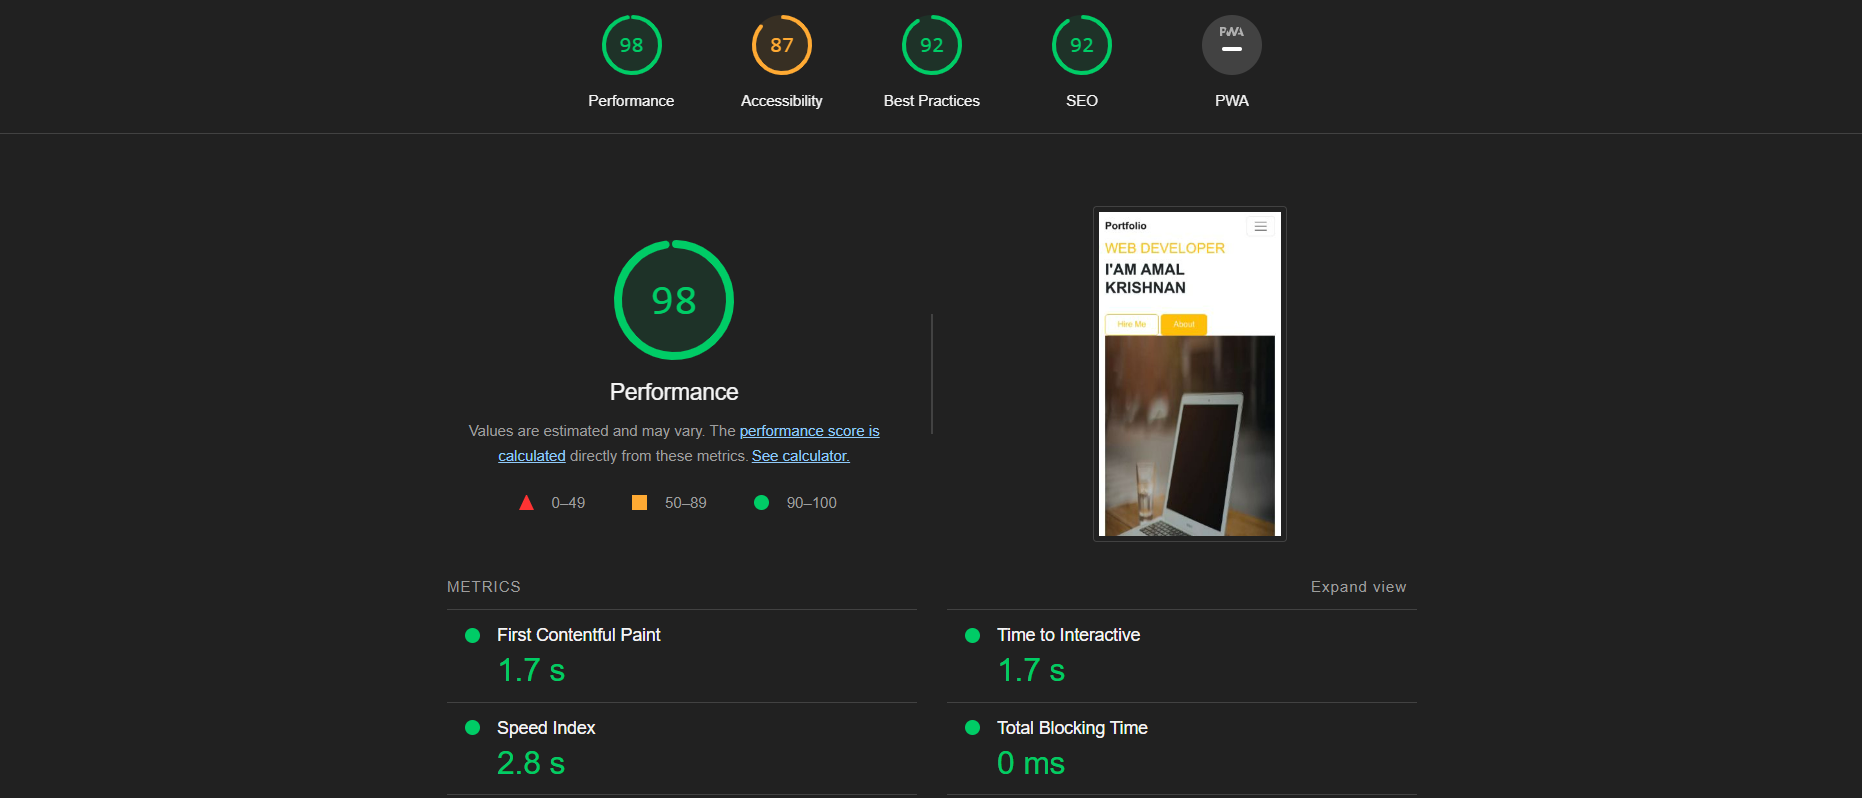 98
87
92
92
PWA
Performance
Accessibility
Best Practices
SEO
PWA
98
Performance
Values are estimated and may vary. The performance score is
calculated directly from these metrics. See calculator.
0–49
50–89
90–100
Portfolio
WEB DEVELOPER
I'AM AMAL
KRISHNAN
Hire Me
About
METRICS
Expand view
First Contentful Paint
1.7 s
Time to Interactive
1.7 s
Speed Index
2.8 s
Total Blocking Time
0 ms